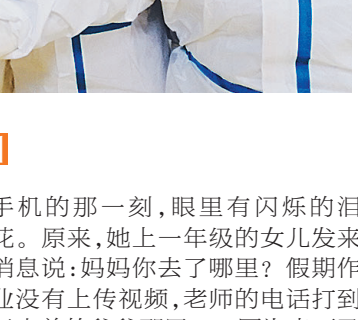 手机的那一刻,眼里有闪烁的泪
花。原来,她上一年级的女儿发来
消息说:妈妈你去了哪里？假期作
业没有上传视频,老师的电话打到